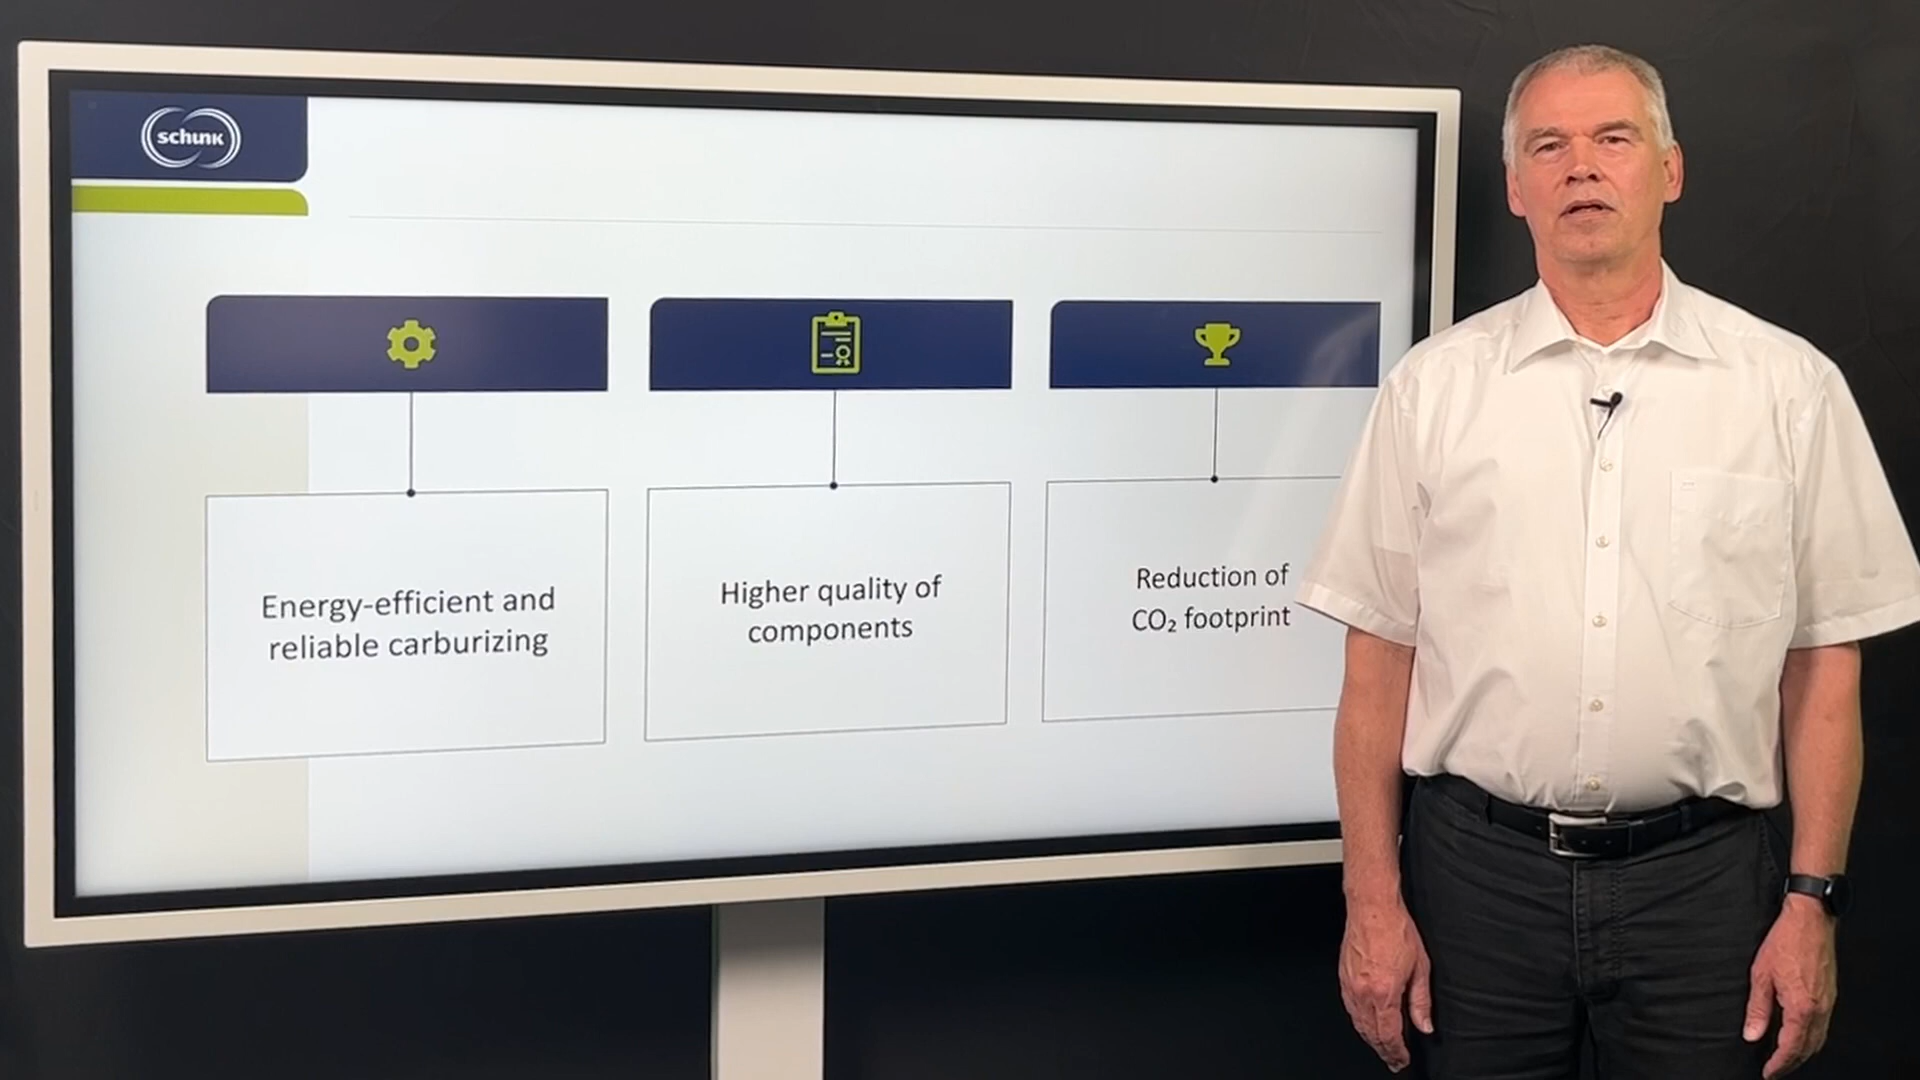 schunk
Energy-efficient and
reliable carburizing
Higher quality of
components
Reduction of
CO₂ footprint